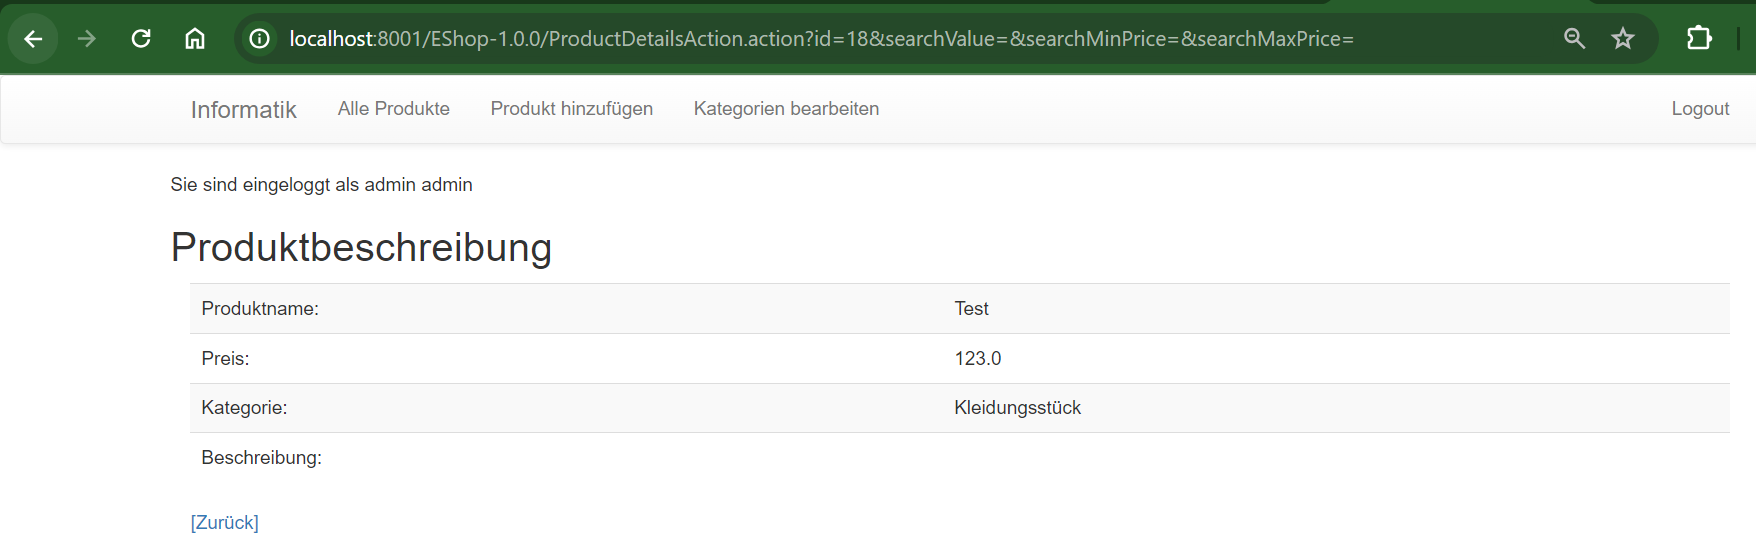 localhost:8001/EShop-1.0.0/ProductDetailsAction.action?id=18&searchValue=&searchMinPrice=&searchMaxPrice=
Informatik Alle Produkte Produkt hinzufügen Kategorien bearbeiten Logout
Sie sind eingeloggt als admin admin
Produktbeschreibung
Produktname: Test
Preis: 123.0
Kategorie: Kleidungsstück
Beschreibung:
[Zurück]